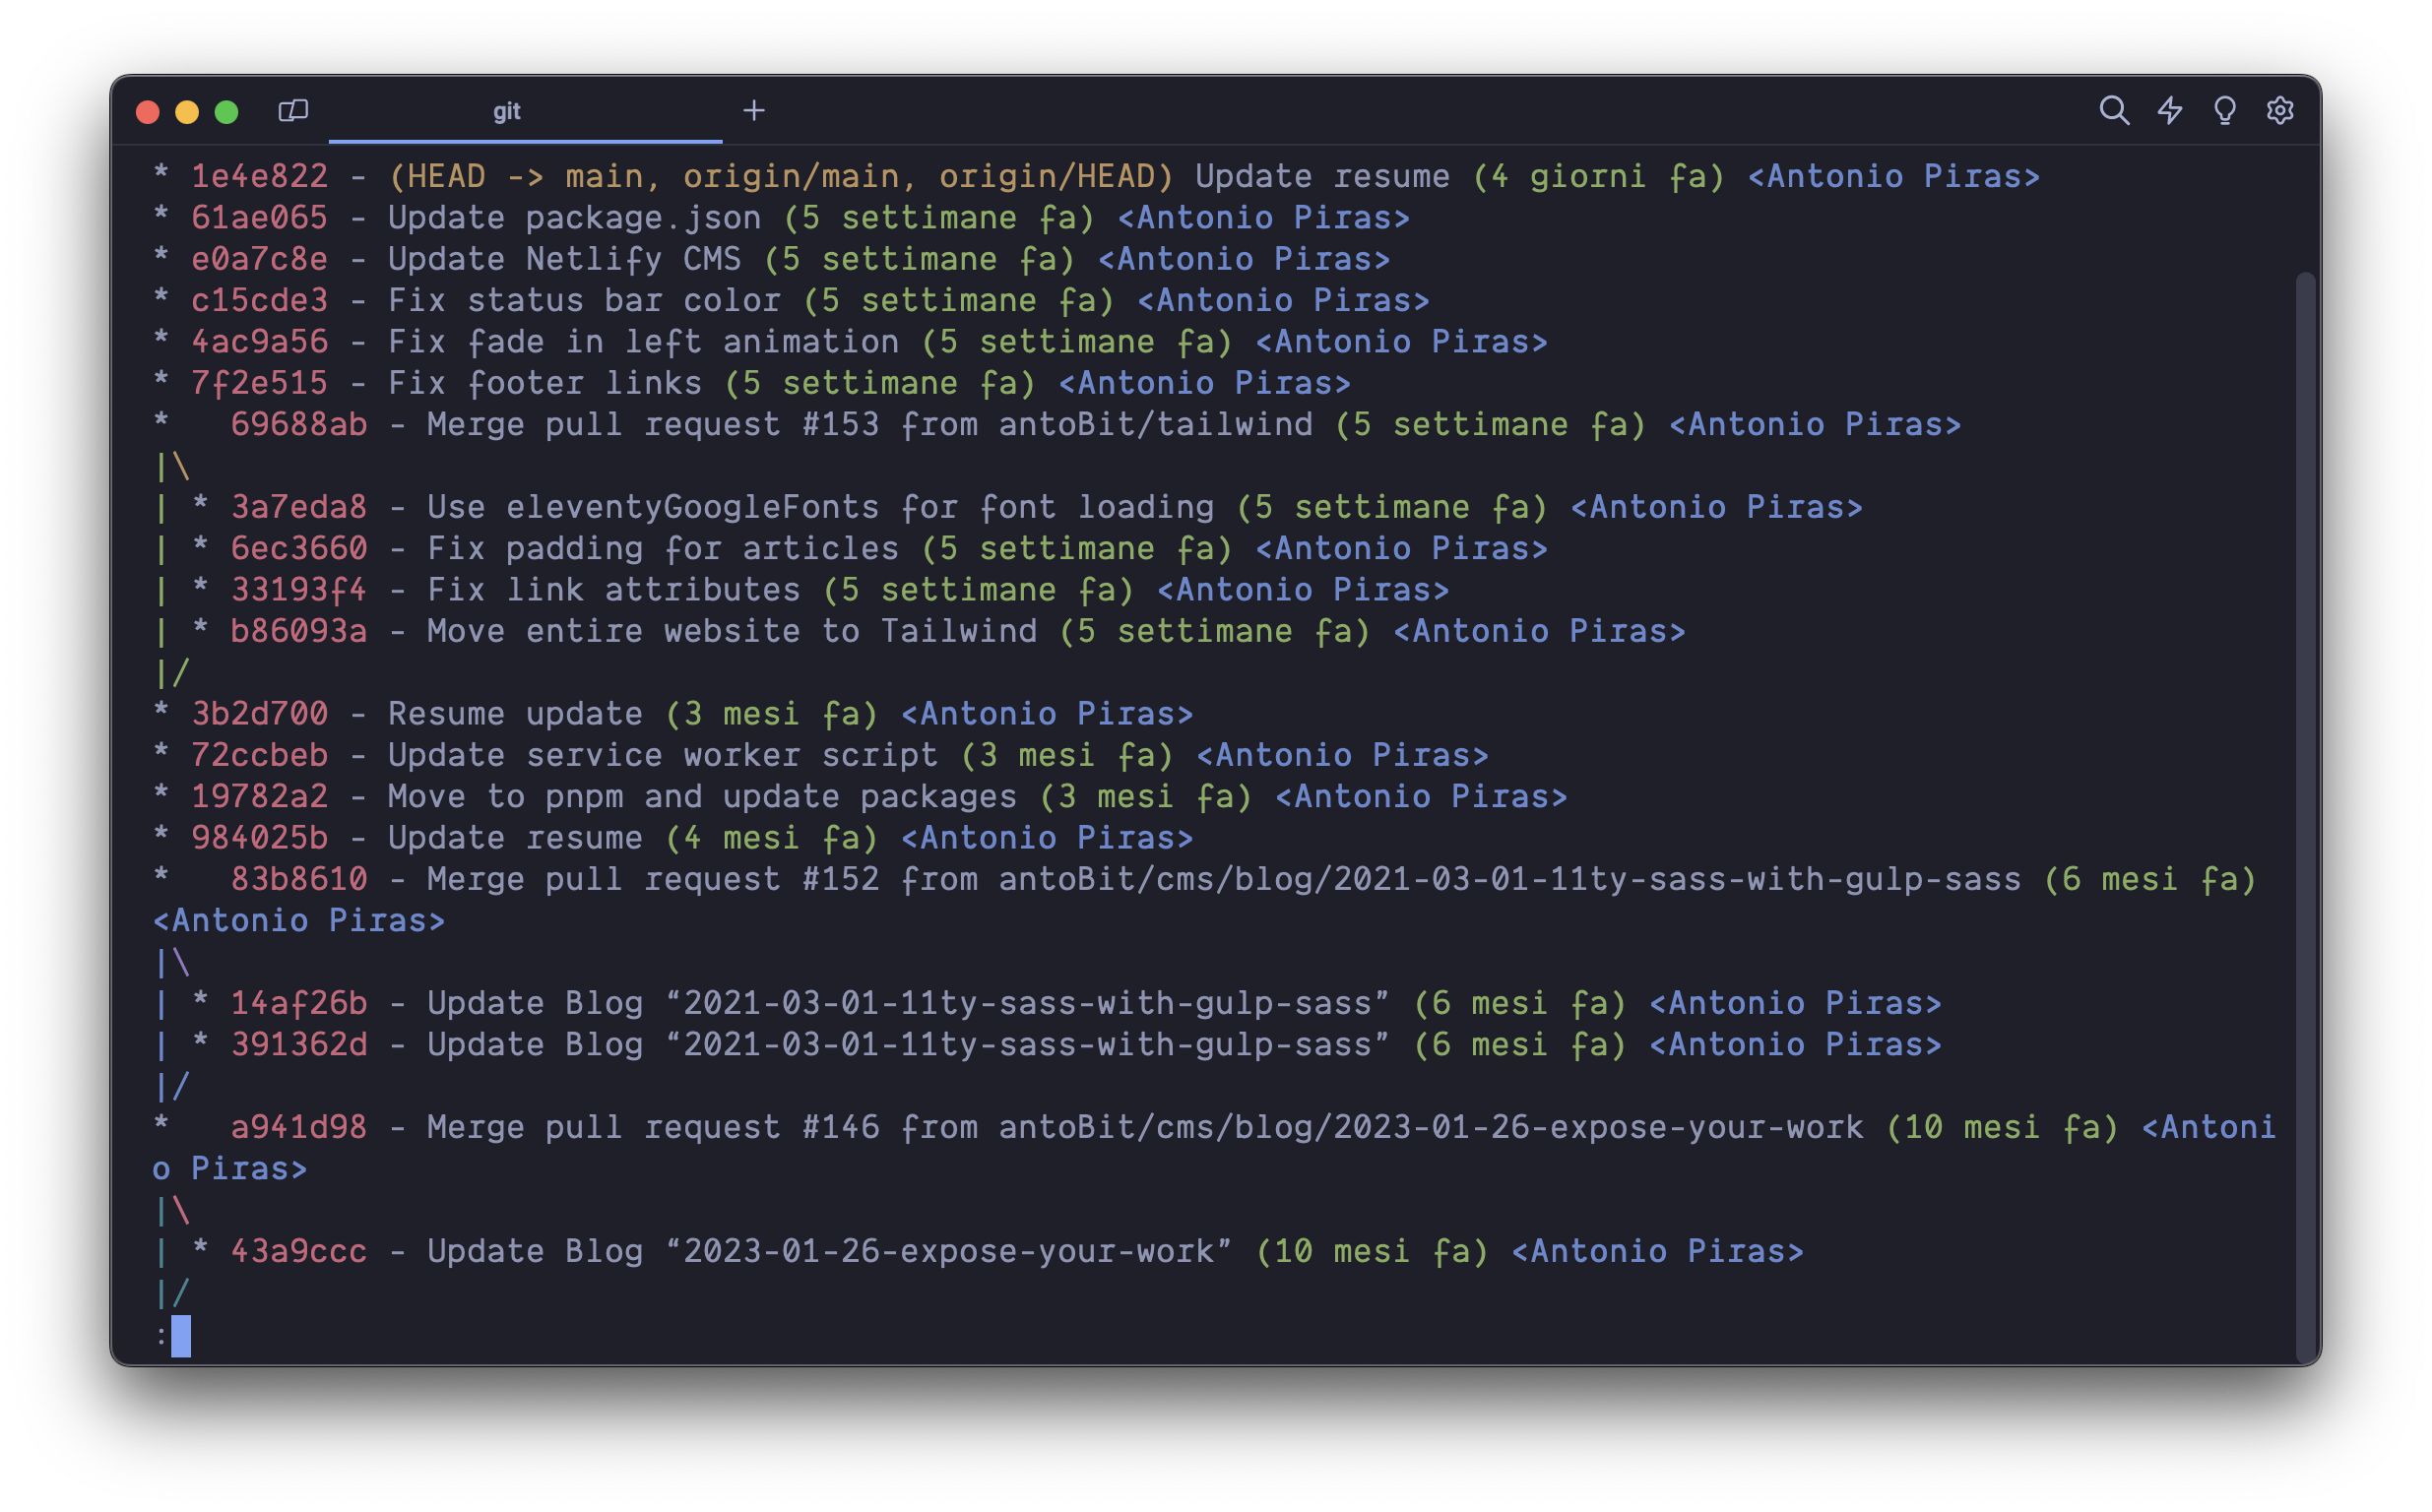 git
* 1e4e822 - (HEAD -> main, origin/main, origin/HEAD) Update resume (4 giorni fa) <Antonio Piras>
* 61ae065 - Update package.json (5 settimane fa) <Antonio Piras>
* e0a7c8e - Update Netlify CMS (5 settimane fa) <Antonio Piras>
* c15cde3 - Fix status bar color (5 settimane fa) <Antonio Piras>
* 4ac9a56 - Fix fade in left animation (5 settimane fa) <Antonio Piras>
* 7f2e515 - Fix footer links (5 settimane fa) <Antonio Piras>
*   69688ab - Merge pull request #153 from antoBit/tailwind (5 settimane fa) <Antonio Piras>
|\
| * 3a7eda8 - Use eleventyGoogleFonts for font loading (5 settimane fa) <Antonio Piras>
| * 6ec3660 - Fix padding for articles (5 settimane fa) <Antonio Piras>
| * 33193f4 - Fix link attributes (5 settimane fa) <Antonio Piras>
| * b86093a - Move entire website to Tailwind (5 settimane fa) <Antonio Piras>
|/
* 3b2d700 - Resume update (3 mesi fa) <Antonio Piras>
* 72ccbeb - Update service worker script (3 mesi fa) <Antonio Piras>
* 19782a2 - Move to pnpm and update packages (3 mesi fa) <Antonio Piras>
* 984025b - Update resume (4 mesi fa) <Antonio Piras>
*   83b8610 - Merge pull request #152 from antoBit/cms/blog/2021-03-01-11ty-sass-with-gulp-sass (6 mesi fa)
<Antonio Piras>
|\
| * 14af26b - Update Blog “2021-03-01-11ty-sass-with-gulp-sass” (6 mesi fa) <Antonio Piras>
| * 391362d - Update Blog “2021-03-01-11ty-sass-with-gulp-sass” (6 mesi fa) <Antonio Piras>
|/
*   a941d98 - Merge pull request #146 from antoBit/cms/blog/2023-01-26-expose-your-work (10 mesi fa) <Antoni
o Piras>
|\
| * 43a9ccc - Update Blog “2023-01-26-expose-your-work” (10 mesi fa) <Antonio Piras>
|/
: